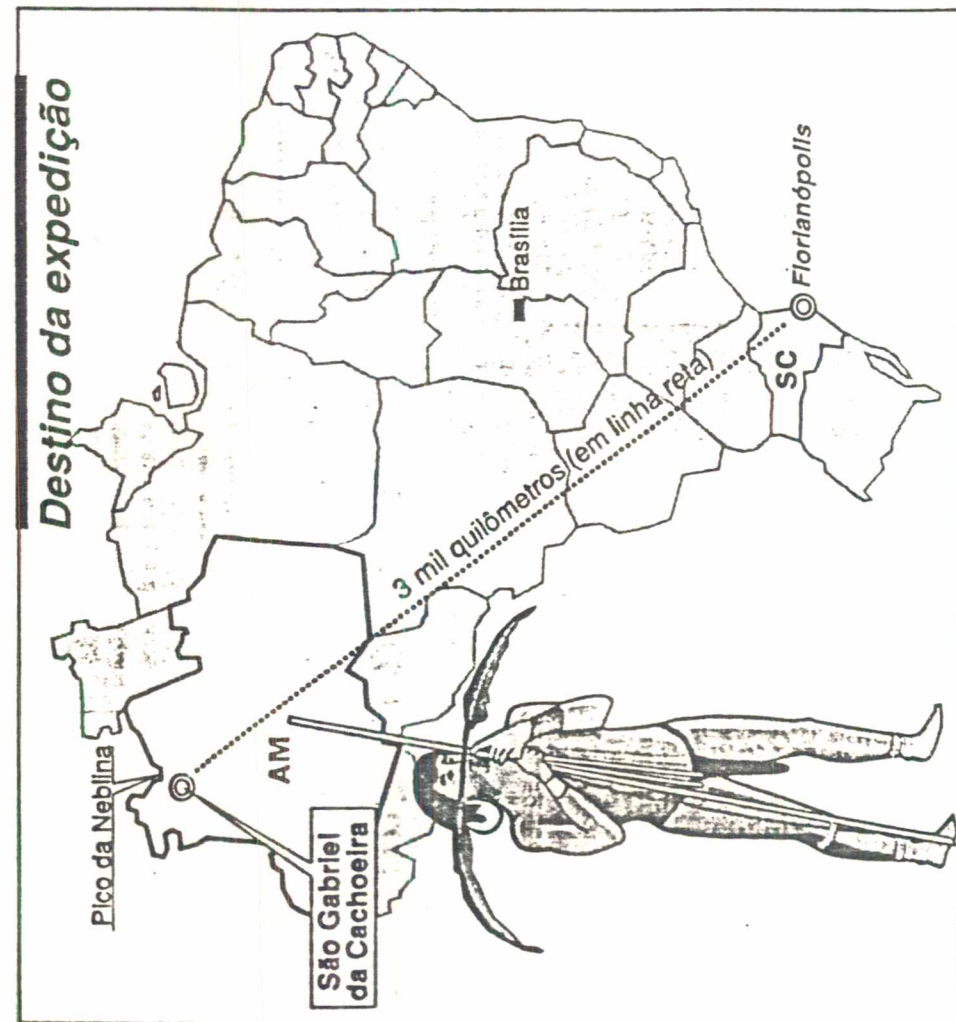 Destino da expedição
Pico da Neblina
São Gabriel
da Cachoeira
AM
3 mil quilômetros (em linha reta)
Brasília
SC
Florianópolis